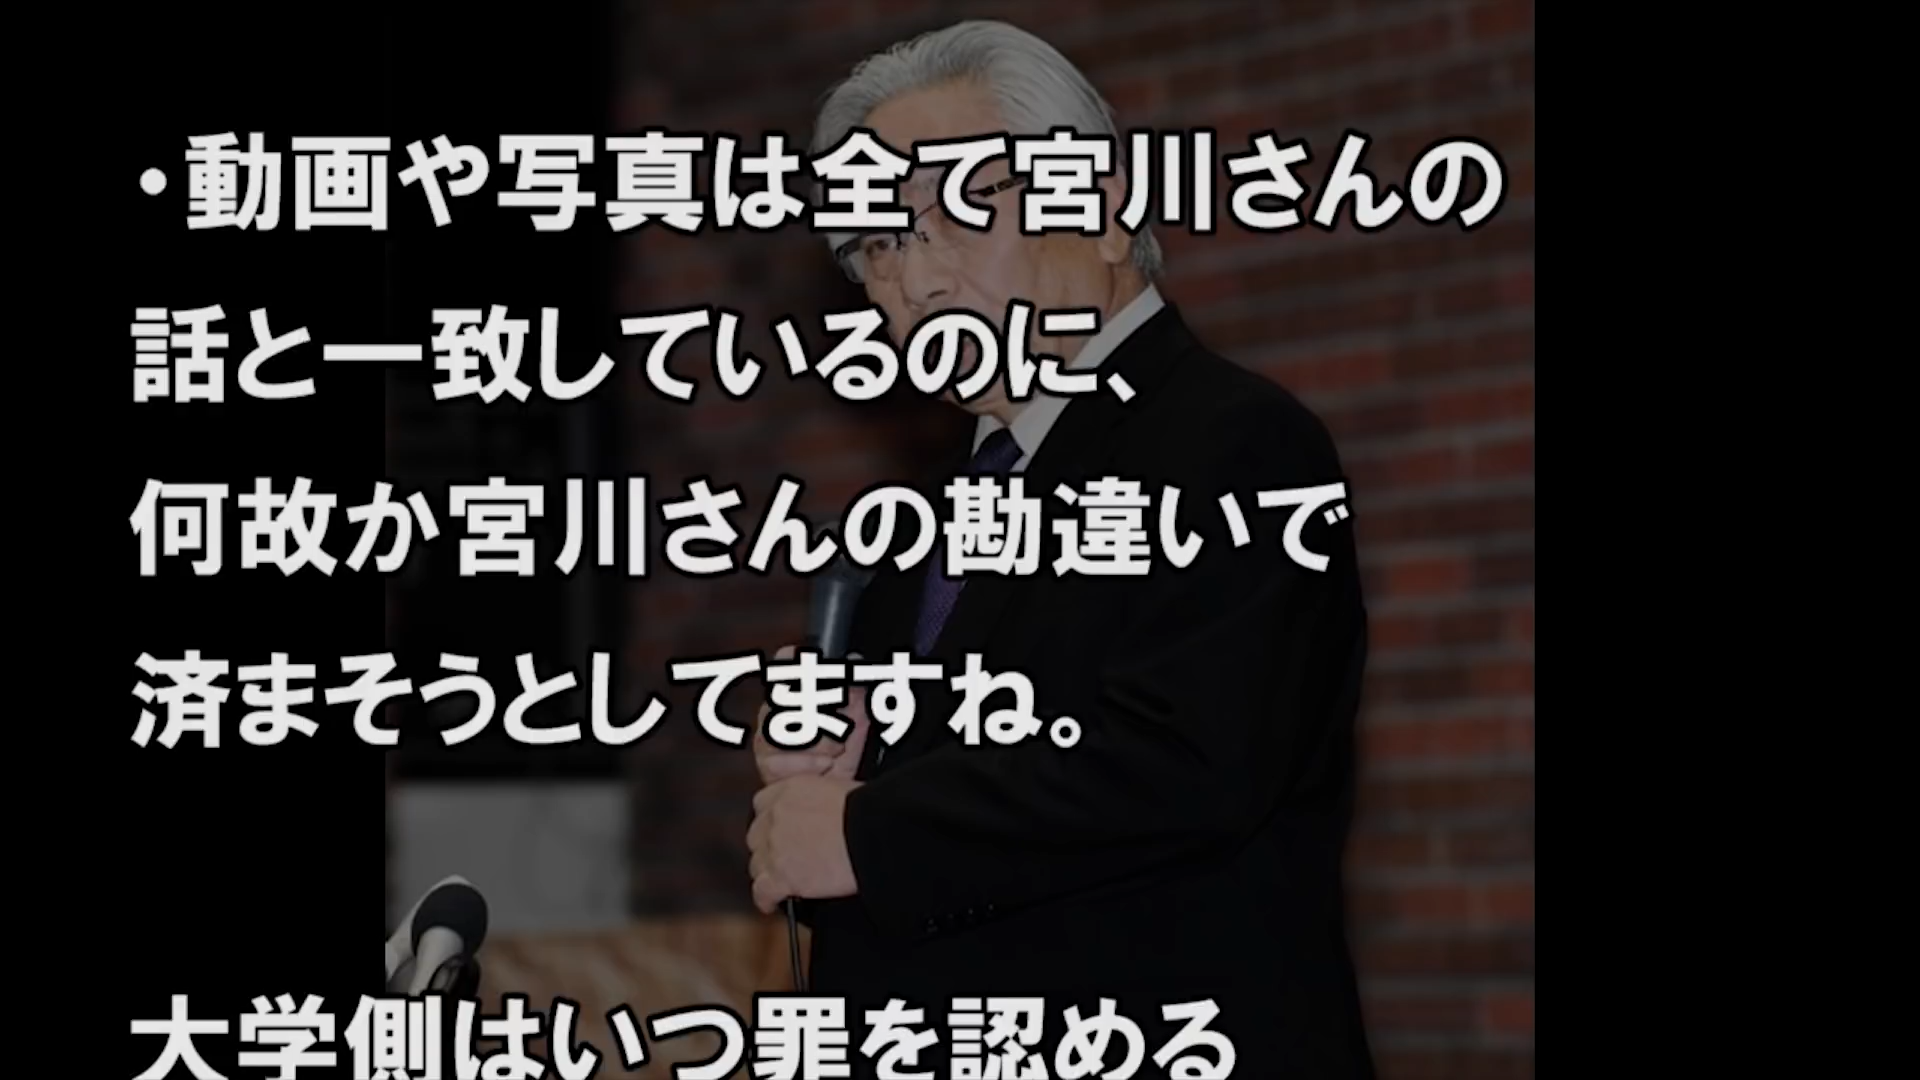 ・動画や写真は全て宮川さんの
話と一致しているのに、
何故か宮川さんの勘違いで
済まそうとしてますね。
大学側はいつ罪を認める